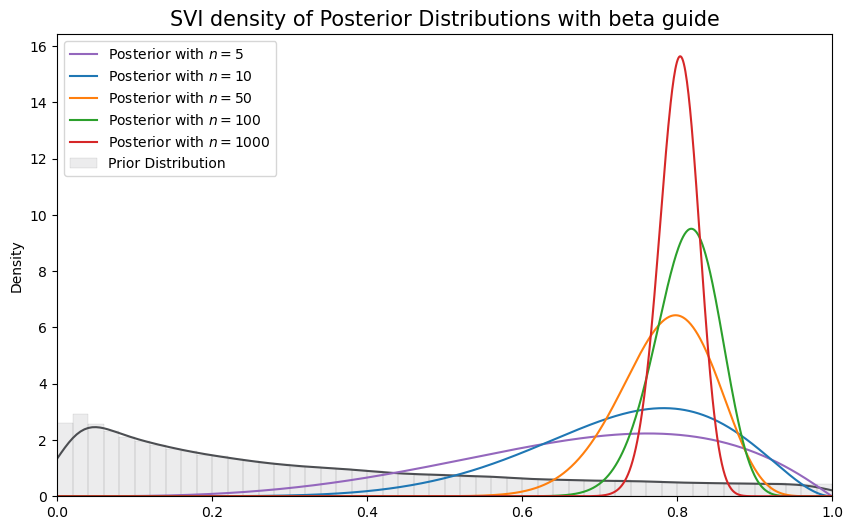 SVI density of Posterior Distributions with beta guide
Posterior with n = 5
Posterior with n = 10
Posterior with n = 50
Posterior with n = 100
Posterior with n = 1000
Prior Distribution
Density
16
14
12
10
8
6
4
2
0
0.0 0.2 0.4 0.6 0.8 1.0